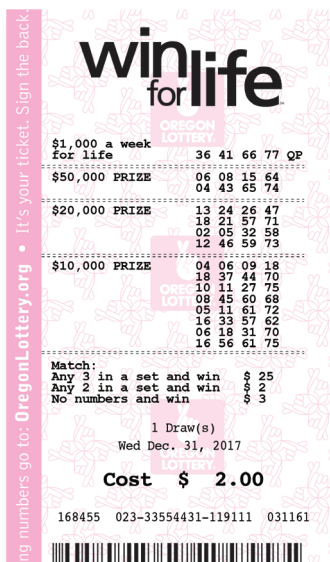 win
for life
OREGON
LOTTERY
$1,000 a week
for life 36 41 66 77 QP
$50,000 PRIZE 06 08 15 64
04 43 65 74
$20,000 PRIZE 13 24 26 47
18 21 57 71
02 05 32 58
12 46 59 73
$10,000 PRIZE 04 06 09 18
18 37 44 70
10 11 27 75
08 45 60 68
05 11 61 72
16 33 57 62
06 18 31 70
16 56 61 75
Match:
Any 3 in a set and win $ 25
Any 2 in a set and win $ 2
No numbers and win $ 3
1 Draw(s)
Wed Dec. 31, 2017
Cost $ 2.00
168455 023-33554431-119111 031161
ng numbers go to: OregonLottery.org • It's your ticket. Sign the back.